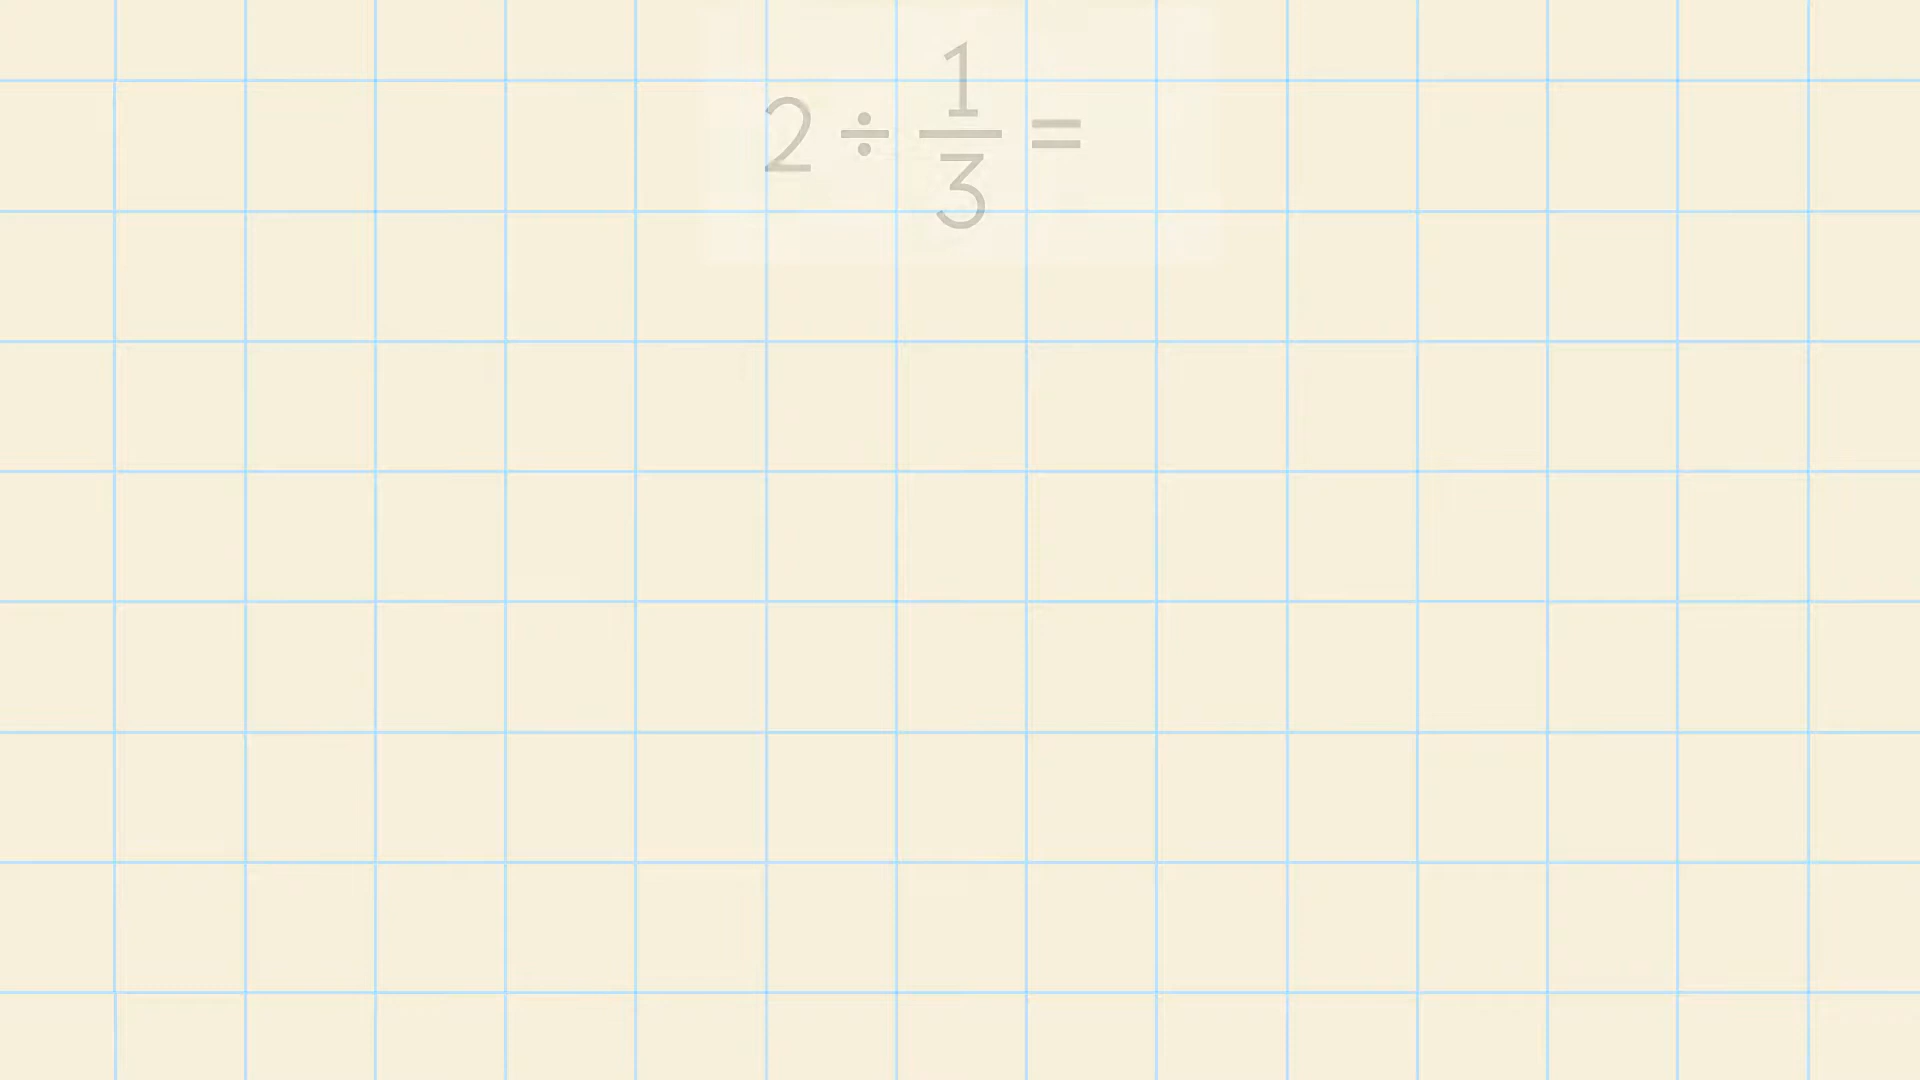 2 ÷ 1/3 =